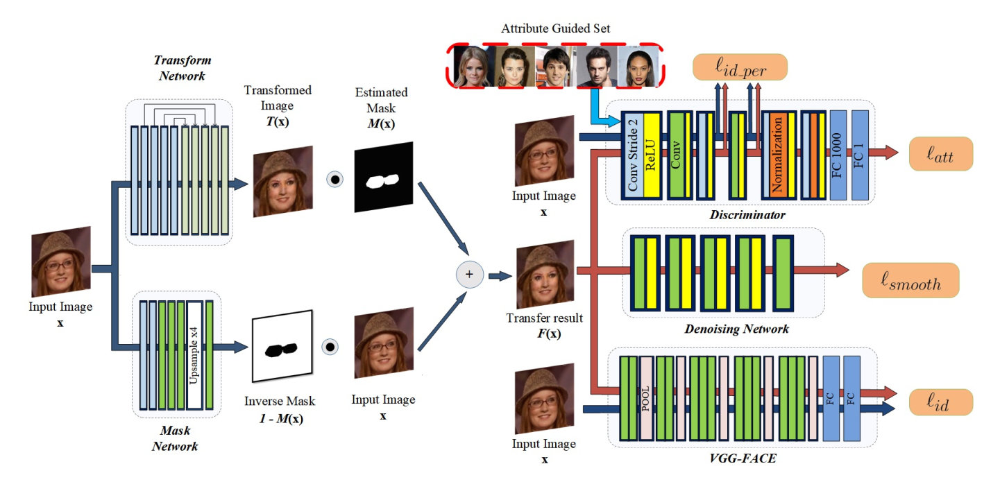 Attribute Guided Set
Transform
Network
Transformed
Image
T(x)
Estimated
Mask
M(x)
ℓid_per
Conv Stride 2
ReLU
Conv
Normalization
FC 1000
FC 1
ℓatt
Input Image
x
Discriminator
Input Image
x
+
Transfer result
F(x)
ℓsmooth
Denoising Network
Upsample x4
Mask
Network
Inverse Mask
1 - M(x)
Input Image
x
Input Image
x
POOL
FC
FC
ℓid
VGG-FACE